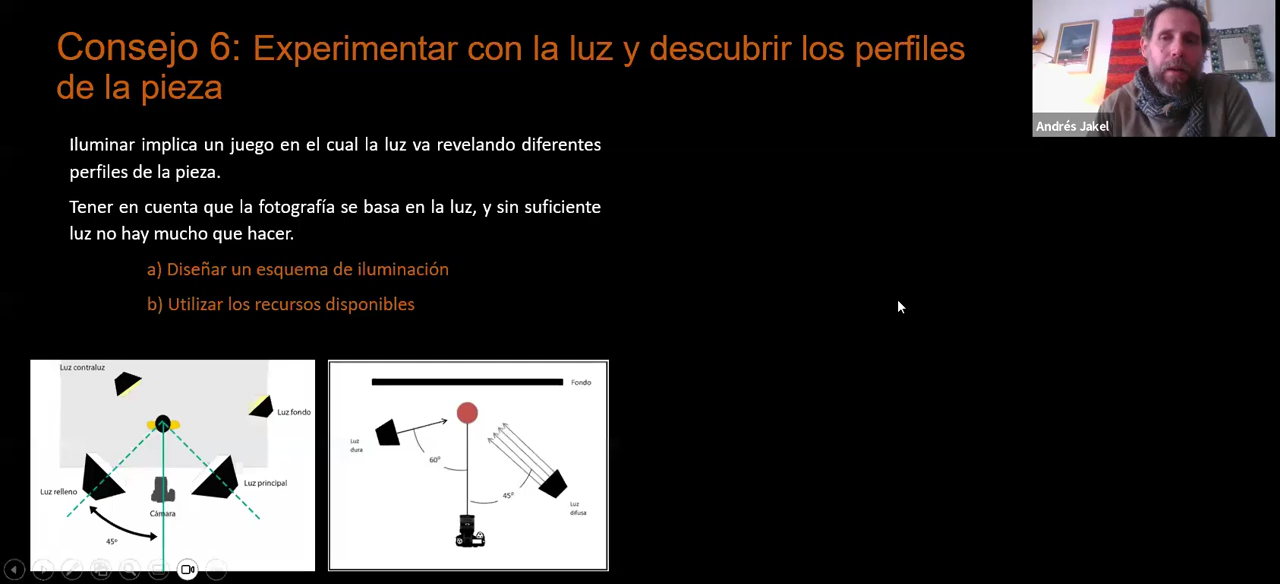 Consejo 6: Experimentar con la luz y descubrir los perfiles
de la pieza
Andrés Jakel
Iluminar implica un juego en el cual la luz va revelando diferentes
perfiles de la pieza.
Tener en cuenta que la fotografía se basa en la luz, y sin suficiente
luz no hay mucho que hacer.
a) Diseñar un esquema de iluminación
b) Utilizar los recursos disponibles
Luz contraluz
Luz fondo
Luz relleno
Luz principal
Cámara
45º
Fondo
Luz
dura
60º
45º
Luz
difusa